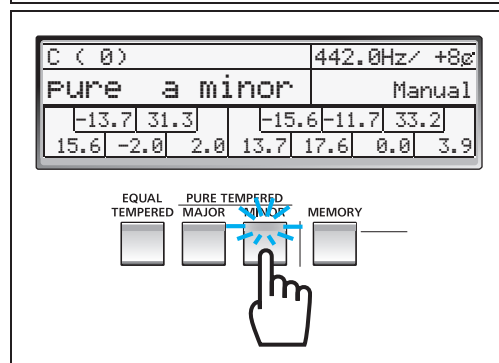 C ( 0) 442.0Hz/ +8¢
Pure a minor Manual
-13.7 31.3 -15.6 -11.7 33.2
15.6 -2.0 2.0 13.7 17.6 0.0 3.9
EQUAL TEMPERED
PURE TEMPERED
MAJOR MINOR
MEMORY